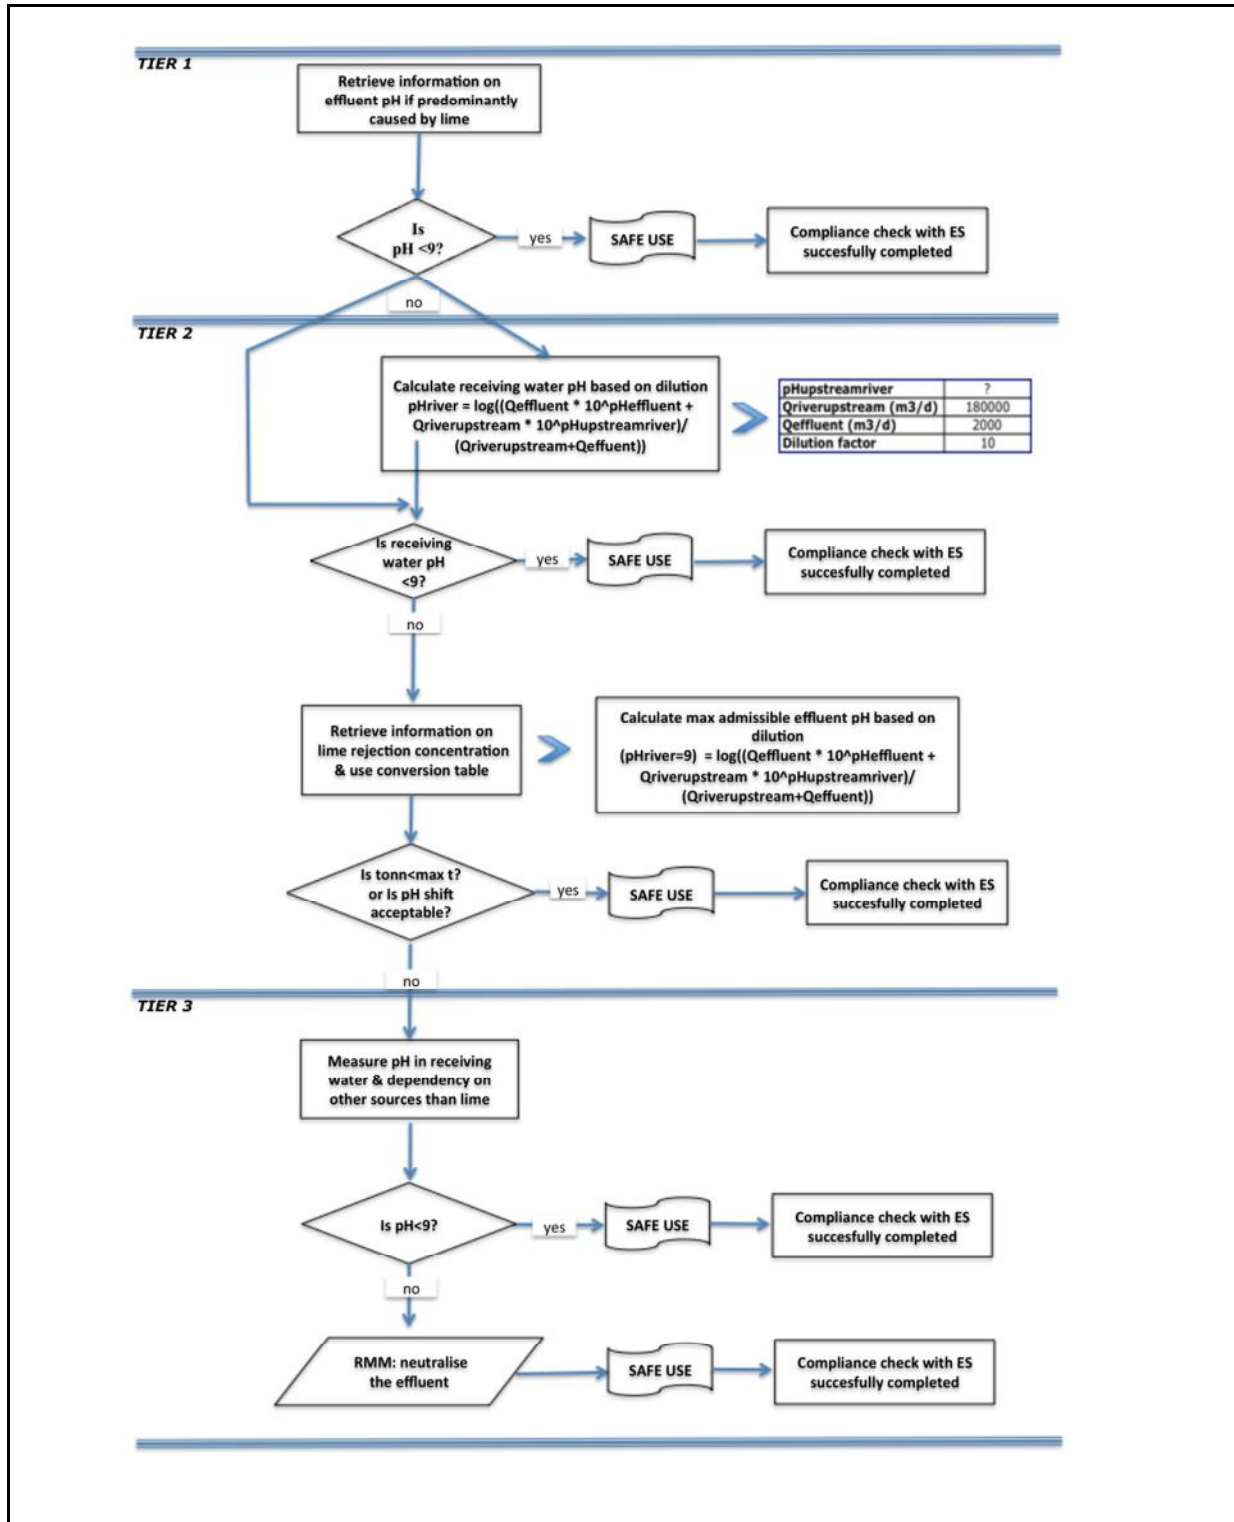 TIER 1
Retrieve information on
effluent pH if predominantly
caused by lime
Is
pH <9?
yes
SAFE USE
Compliance check with ES
succesfully completed
no
TIER 2
Calculate receiving water pH based on dilution
pHriver = log((Qeffluent * 10^pHeffluent +
Qriverupstream * 10^pHupstreamriver)/
(Qriverupstream+Qeffuent))
pHupstreamriver ?
Qriverupstream (m3/d) 180000
Qeffluent (m3/d) 2000
Dilution factor 10
Is receiving
water pH
<9?
yes
SAFE USE
Compliance check with ES
succesfully completed
no
Retrieve information on
lime rejection concentration
& use conversion table
Calculate max admissible effluent pH based on
dilution
(pHriver=9) = log((Qeffluent * 10^pHeffluent +
Qriverupstream * 10^pHupstreamriver)/
(Qriverupstream+Qeffuent))
Is tonn<max t?
or Is pH shift
acceptable?
yes
SAFE USE
Compliance check with ES
succesfully completed
no
TIER 3
Measure pH in receiving
water & dependency on
other sources than lime
Is pH<9?
yes
SAFE USE
Compliance check with ES
succesfully completed
no
RMM: neutralise
the effluent
SAFE USE
Compliance check with ES
succesfully completed